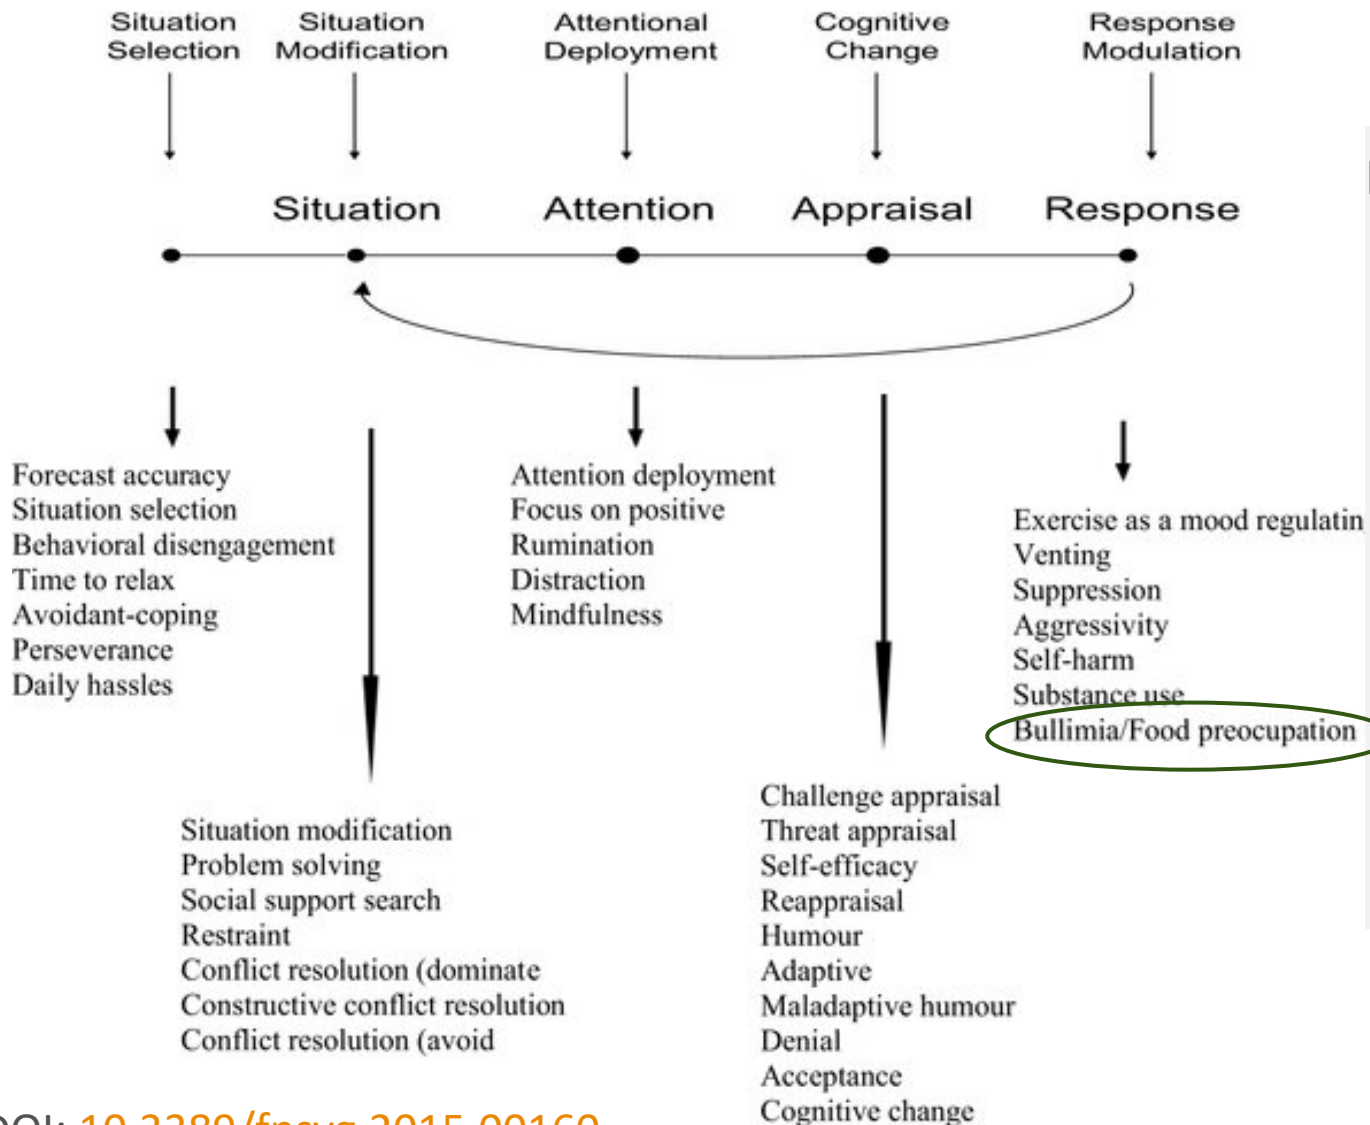 Situation Selection
Situation Modification
Attentional Deployment
Cognitive Change
Response Modulation
Situation
Attention
Appraisal
Response
Forecast accuracy
Situation selection
Behavioral disengagement
Time to relax
Avoidant-coping
Perseverance
Daily hassles
Situation modification
Problem solving
Social support search
Restraint
Conflict resolution (dominate
Constructive conflict resolution
Conflict resolution (avoid
Attention deployment
Focus on positive
Rumination
Distraction
Mindfulness
Challenge appraisal
Threat appraisal
Self-efficacy
Reappraisal
Humour
Adaptive
Maladaptive humour
Denial
Acceptance
Cognitive change
Exercise as a mood regulatin
Venting
Suppression
Aggressivity
Self-harm
Substance use
Bullimia/Food preocupation